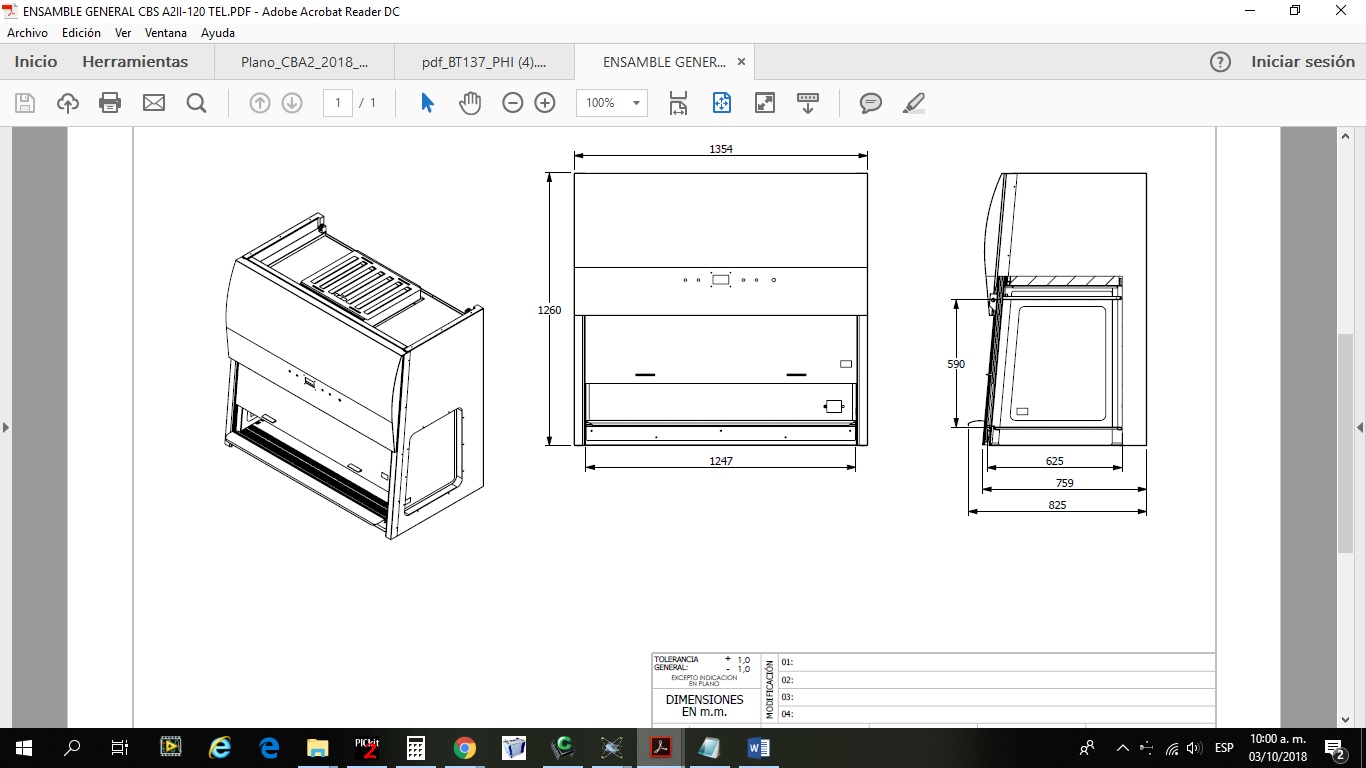 ENSAMBLE GENERAL CBS A2II-120 TEL.PDF - Adobe Acrobat Reader DC
Archivo Edición Ver Ventana Ayuda
Inicio Herramientas Plano_CBA2_2018_... pdf_BT137_PHI (4).... ENSAMBLE GENER... × Iniciar sesión
1 / 1 100%
1354
1260
590
1247
625
759
825
TOLERANCIA GENERAL: + 1,0 - 1,0
EXCEPTO INDICACION
EN PLANO
DIMENSIONES
EN m.m.
MODIFICACIÓN
01:
02:
03:
04:
PICkit 2
ESP
10:00 a. m.
03/10/2018
2